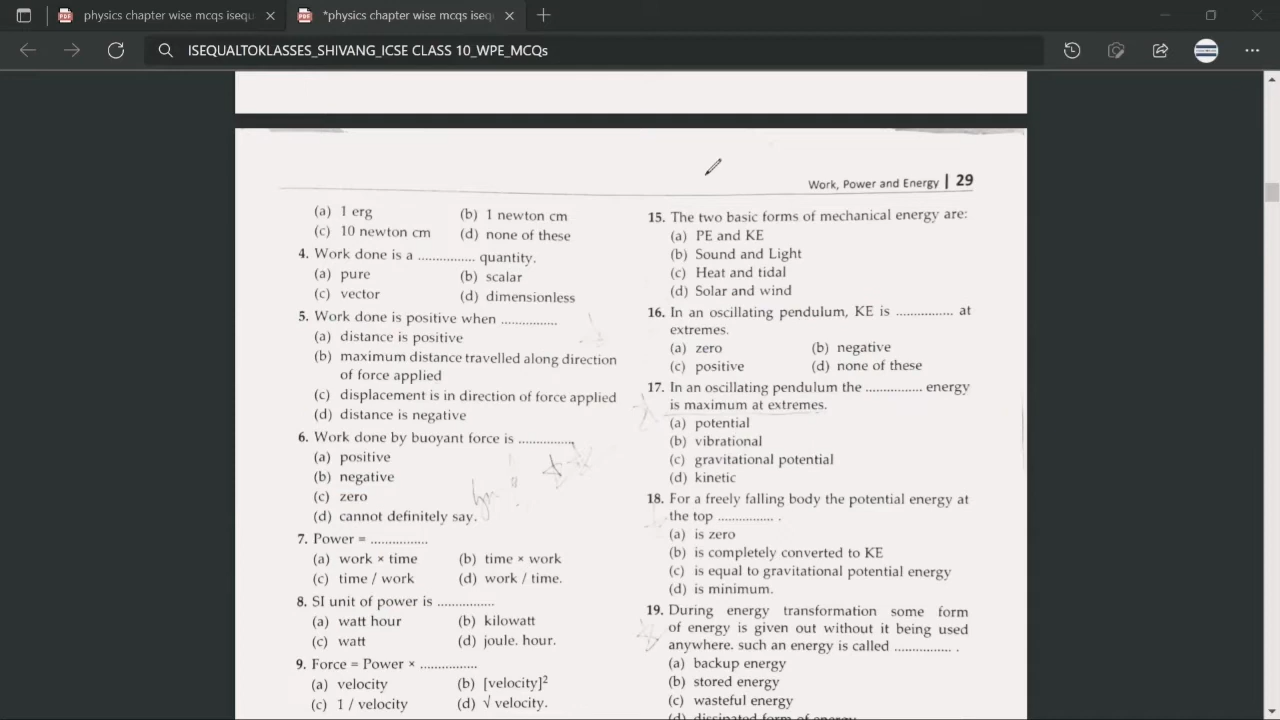 physics chapter wise mcqs isequ
*physics chapter wise mcqs iseq
ISEQUALTOKLASSES_SHIVANG_ICSE CLASS 10_WPE_MCQs
Work, Power and Energy | 29
(a) 1 erg (b) 1 newton cm
(c) 10 newton cm (d) none of these
4. Work done is a .............. quantity.
(a) pure (b) scalar
(c) vector (d) dimensionless
5. Work done is positive when ..............
(a) distance is positive
(b) maximum distance travelled along direction
of force applied
(c) displacement is in direction of force applied
(d) distance is negative
6. Work done by buoyant force is ..............
(a) positive
(b) negative
(c) zero
(d) cannot definitely say.
7. Power = ..............
(a) work × time (b) time × work
(c) time / work (d) work / time.
8. SI unit of power is ..............
(a) watt hour (b) kilowatt
(c) watt (d) joule. hour.
9. Force = Power × ..............
(a) velocity (b) [velocity]²
(c) 1 / velocity (d) √ velocity.
15. The two basic forms of mechanical energy are:
(a) PE and KE
(b) Sound and Light
(c) Heat and tidal
(d) Solar and wind
16. In an oscillating pendulum, KE is .............. at
extremes.
(a) zero (b) negative
(c) positive (d) none of these
17. In an oscillating pendulum the .............. energy
is maximum at extremes.
(a) potential
(b) vibrational
(c) gravitational potential
(d) kinetic
18. For a freely falling body the potential energy at
the top .............. .
(a) is zero
(b) is completely converted to KE
(c) is equal to gravitational potential energy
(d) is minimum.
19. During energy transformation some form
of energy is given out without it being used
anywhere. such an energy is called .............. .
(a) backup energy
(b) stored energy
(c) wasteful energy
(d) dissipated form of energy